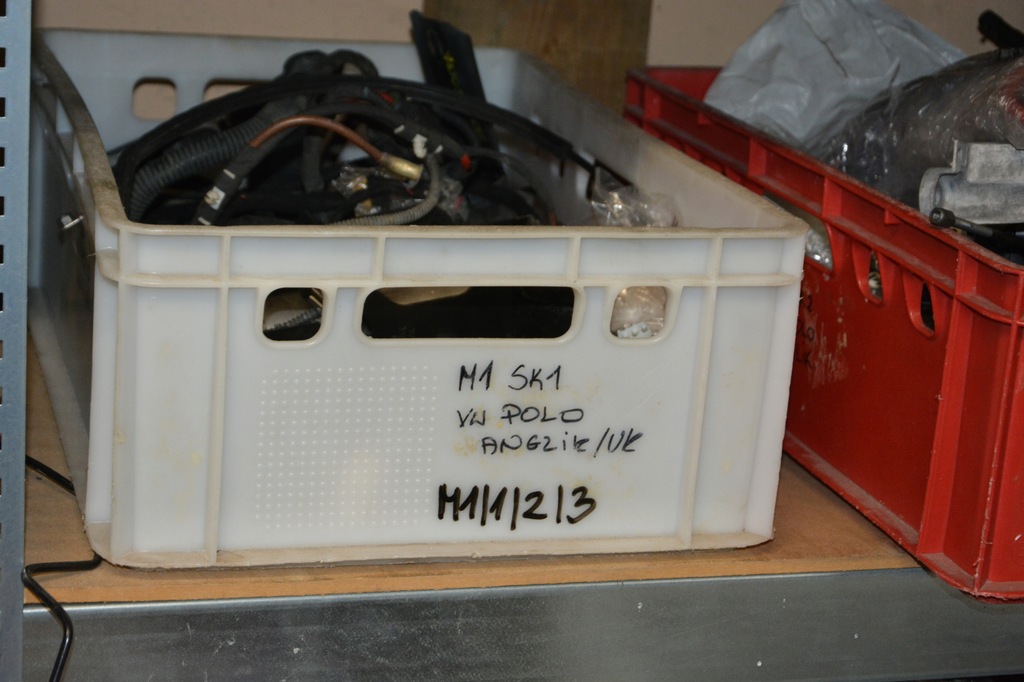 M1 SK1
VW POLO
ANGLIK/UK
M1/1/2/3